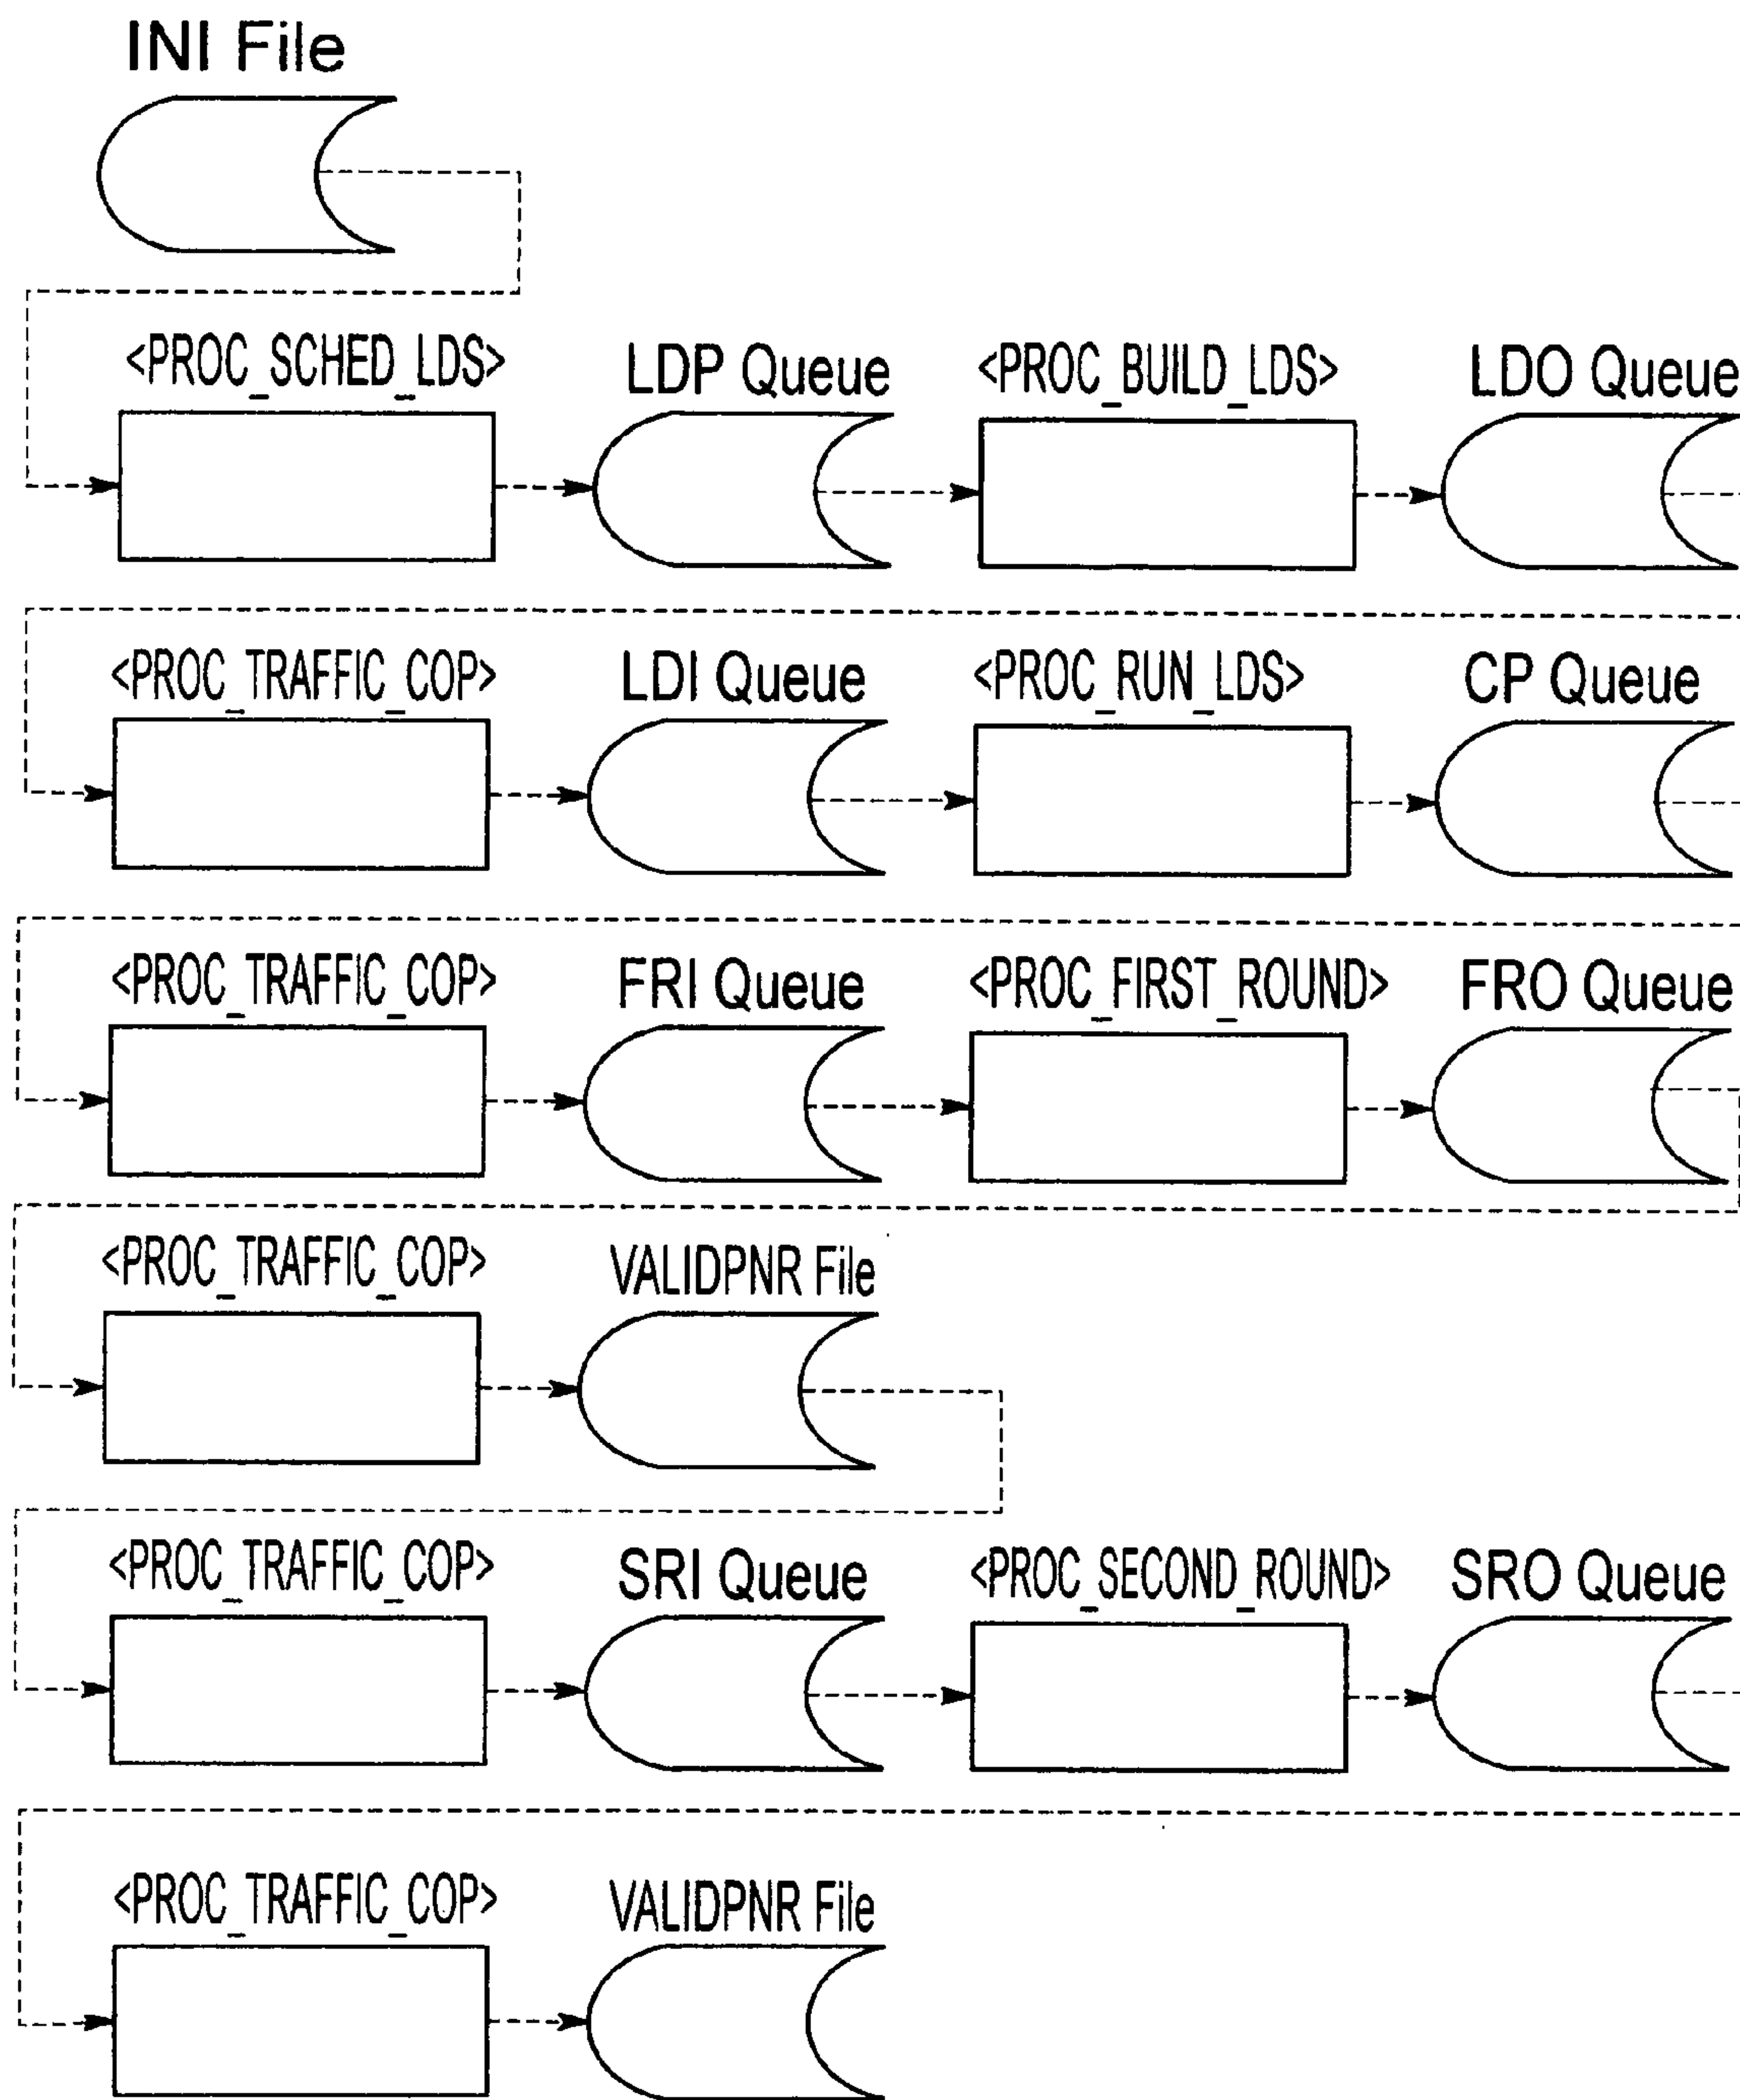 INI File
<PROC_SCHED_LDS> LDP Queue <PROC_BUILD_LDS> LDO Queue
<PROC_TRAFFIC_COP> LDI Queue <PROC_RUN_LDS> CP Queue
<PROC_TRAFFIC_COP> FRI Queue <PROC_FIRST_ROUND> FRO Queue
<PROC_TRAFFIC_COP> VALIDPNR File
<PROC_TRAFFIC_COP> SRI Queue <PROC_SECOND_ROUND> SRO Queue
<PROC_TRAFFIC_COP> VALIDPNR File